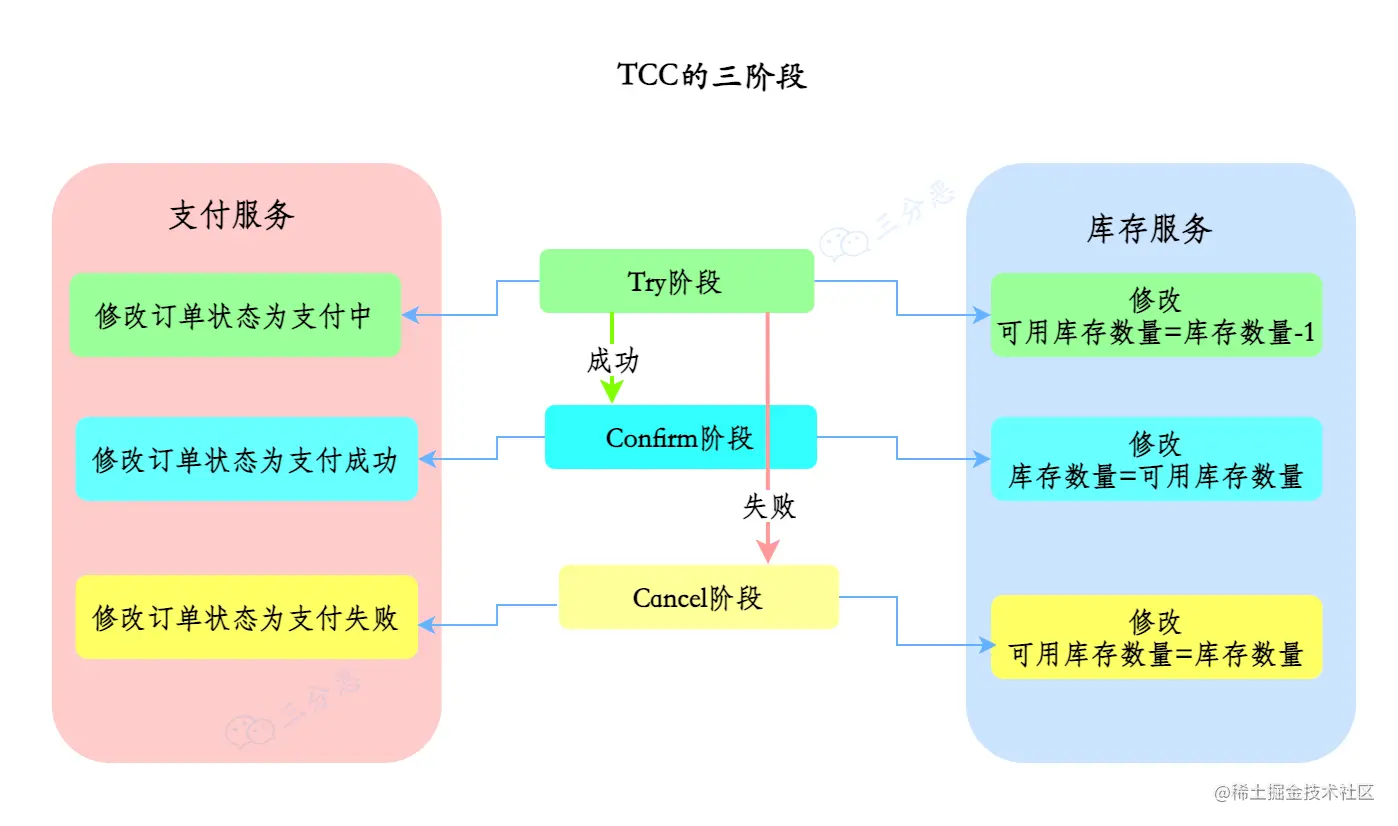 TCC的三阶段
支付服务
修改订单状态为支付中
修改订单状态为支付成功
修改订单状态为支付失败
三分恶
Try阶段
成功
Confirm阶段
失败
Cancel阶段
三分恶
库存服务
修改
可用库存数量=库存数量-1
修改
库存数量=可用库存数量
修改
可用库存数量=库存数量
@稀土掘金技术社区